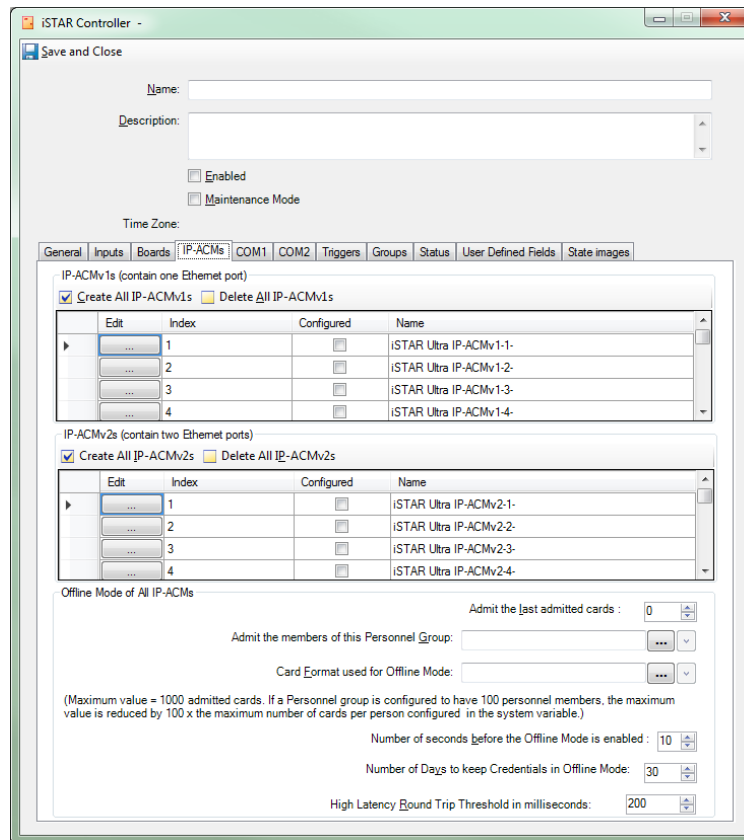 iSTAR Controller -
Save and Close
Name:
Description:
Enabled
Maintenance Mode
Time Zone:
General Inputs Boards IP-ACMs COM1 COM2 Triggers Groups Status User Defined Fields State images
IP-ACMv1s (contain one Ethernet port)
Create All IP-ACMv1s Delete All IP-ACMv1s
Edit Index Configured Name
... 1 iSTAR Ultra IP-ACMv1-1-
... 2 iSTAR Ultra IP-ACMv1-2-
... 3 iSTAR Ultra IP-ACMv1-3-
... 4 iSTAR Ultra IP-ACMv1-4-
IP-ACMv2s (contain two Ethernet ports)
Create All IP-ACMv2s Delete All IP-ACMv2s
Edit Index Configured Name
... 1 iSTAR Ultra IP-ACMv2-1-
... 2 iSTAR Ultra IP-ACMv2-2-
... 3 iSTAR Ultra IP-ACMv2-3-
... 4 iSTAR Ultra IP-ACMv2-4-
Offline Mode of All IP-ACMs
Admit the last admitted cards : 0
Admit the members of this Personnel Group: ...
Card Format used for Offline Mode: ...
(Maximum value = 1000 admitted cards. If a Personnel group is configured to have 100 personnel members, the maximum
value is reduced by 100 x the maximum number of cards per person configured in the system variable.)
Number of seconds before the Offline Mode is enabled : 10
Number of Days to keep Credentials in Offline Mode: 30
High Latency Round Trip Threshold in milliseconds: 200